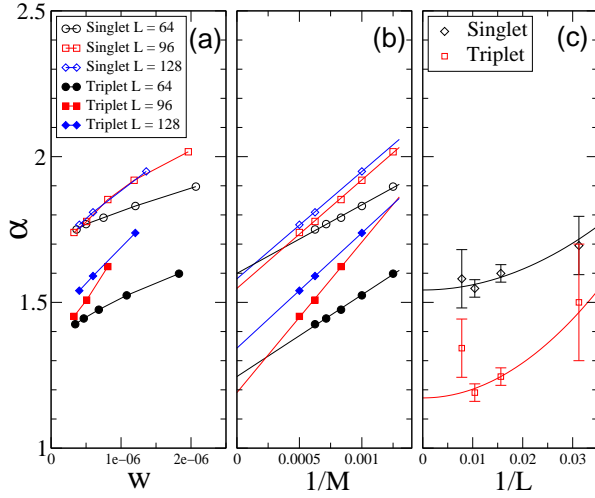 Singlet L = 64
Singlet L = 96
Singlet L = 128
Triplet L = 64
Triplet L = 96
Triplet L = 128
(a)
(b)
(c)
Singlet
Triplet
2.5
2
1.5
1
α
0
1e-06
2e-06
W
0
0.0005
0.001
1/M
0
0.01
0.02
0.03
1/L